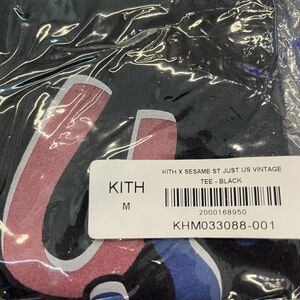 KITH X SESAME ST JUST US VINTAGE
TEE - BLACK
KITH
M
2000168950
KHM033088-001